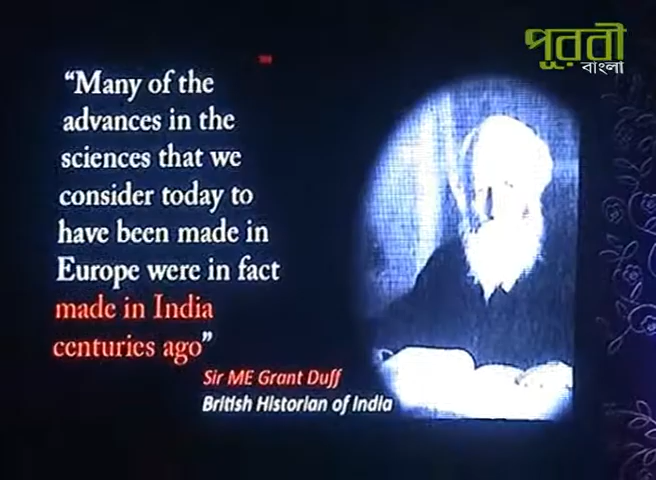 পূরবী
বাংলা
“Many of the
advances in the
sciences that we
consider today to
have been made in
Europe were in fact
made in India
centuries ago”
Sir ME Grant Duff
British Historian of India